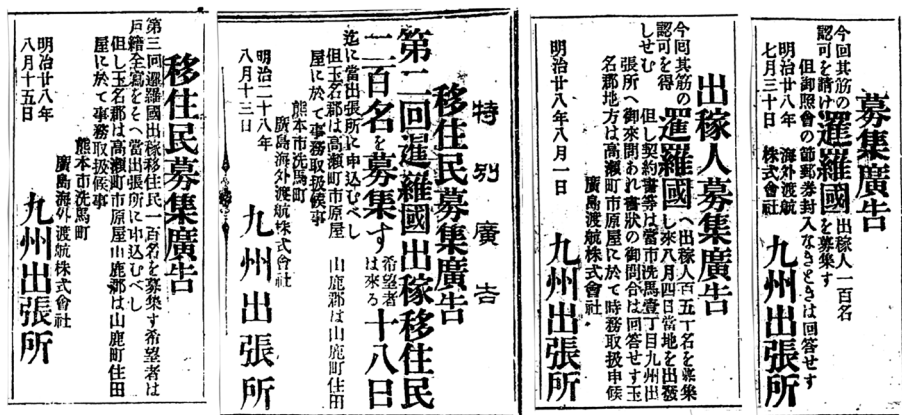 募集廣告
今回其筋の認可を請け暹羅國へ出稼人一百名を募集す
但御照會の節郵券封入なきときは回答せす
明治廿八年七月三十日
海外渡航株式會社
九州出張所
出稼人募集廣告
今回其筋の認可を得暹羅國へ出稼人百五十名を募集し來八月四日當地を出發せしむ
但し契約書等は當市洗馬壹丁目九州出張所へ御來問あれ書狀の御問合は回答せす玉名郡地方は高瀬町市原屋に於て時務取扱申候
明治廿八年八月一日
廣島海外渡航株式會社
九州出張所
特別廣告
移住民募集廣告
第二回暹羅國出稼移住民
二百名を募集す希望者は來る十八日
迄に當出張所に申込むべし
但玉名郡は高瀬町市原屋 山鹿郡は山鹿町住田
屋に於て事務取扱候事
熊本市洗馬町
明治二十八年八月十三日
廣島海外渡航株式會社
九州出張所
移住民募集廣告
第三回暹羅國出稼移住民一百名を募集す希望者は
戸籍全寫をそへ當出張所に申込むべし
但し玉名郡は高瀬町市原屋山鹿郡は山鹿町住田
屋に於て事務取扱候事
熊本市洗馬町
明治廿八年八月十五日
廣島海外渡航株式會社
九州出張所